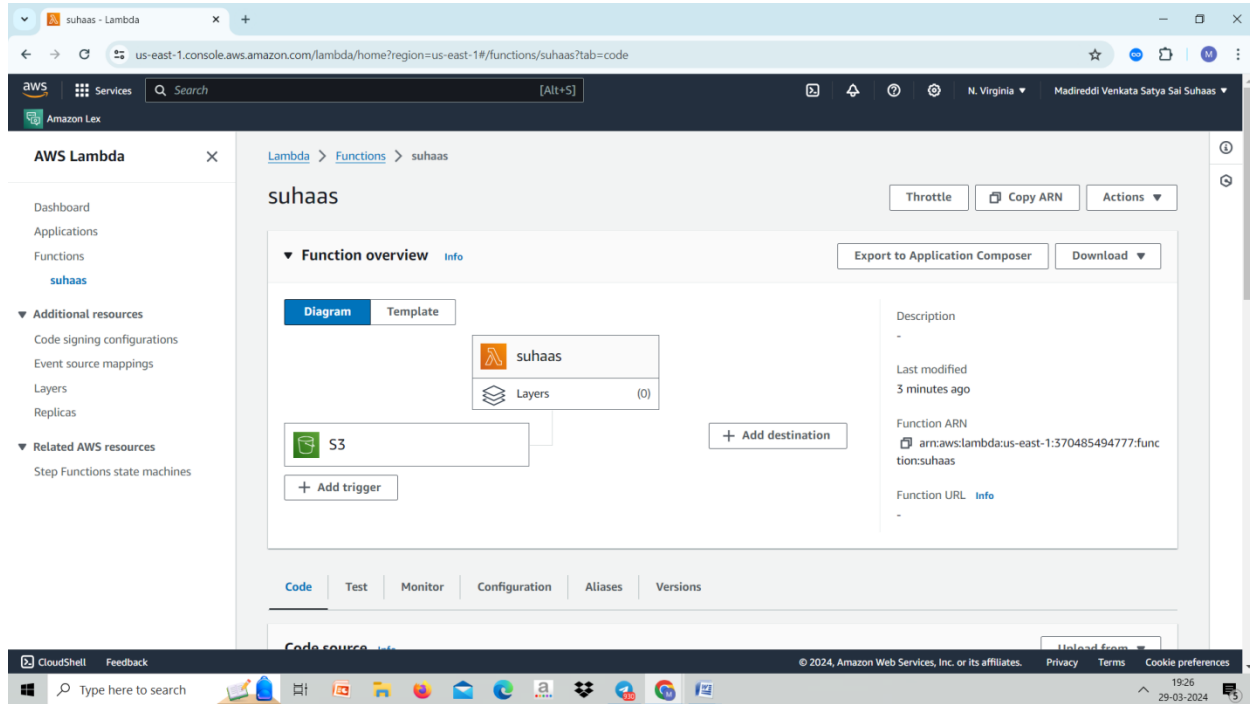 suhaas - Lambda
us-east-1.console.aws.amazon.com/lambda/home?region=us-east-1#/functions/suhaas?tab=code
M
aws Services Search [Alt+S] N. Virginia Madireddi Venkata Satya Sai Suhaas
Amazon Lex
AWS Lambda
Dashboard
Applications
Functions
suhaas
Additional resources
Code signing configurations
Event source mappings
Layers
Replicas
Related AWS resources
Step Functions state machines
Lambda > Functions > suhaas
suhaas
Throttle Copy ARN Actions
Function overview Info
Export to Application Composer Download
Diagram Template
suhaas
Layers (0)
S3
+ Add trigger
+ Add destination
Description
-
Last modified
3 minutes ago
Function ARN
arn:aws:lambda:us-east-1:370485494777:func
tion:suhaas
Function URL Info
-
Code Test Monitor Configuration Aliases Versions
Code source Info Upload from
CloudShell Feedback © 2024, Amazon Web Services, Inc. or its affiliates. Privacy Terms Cookie preferences
Type here to search
19:26
29-03-2024
5